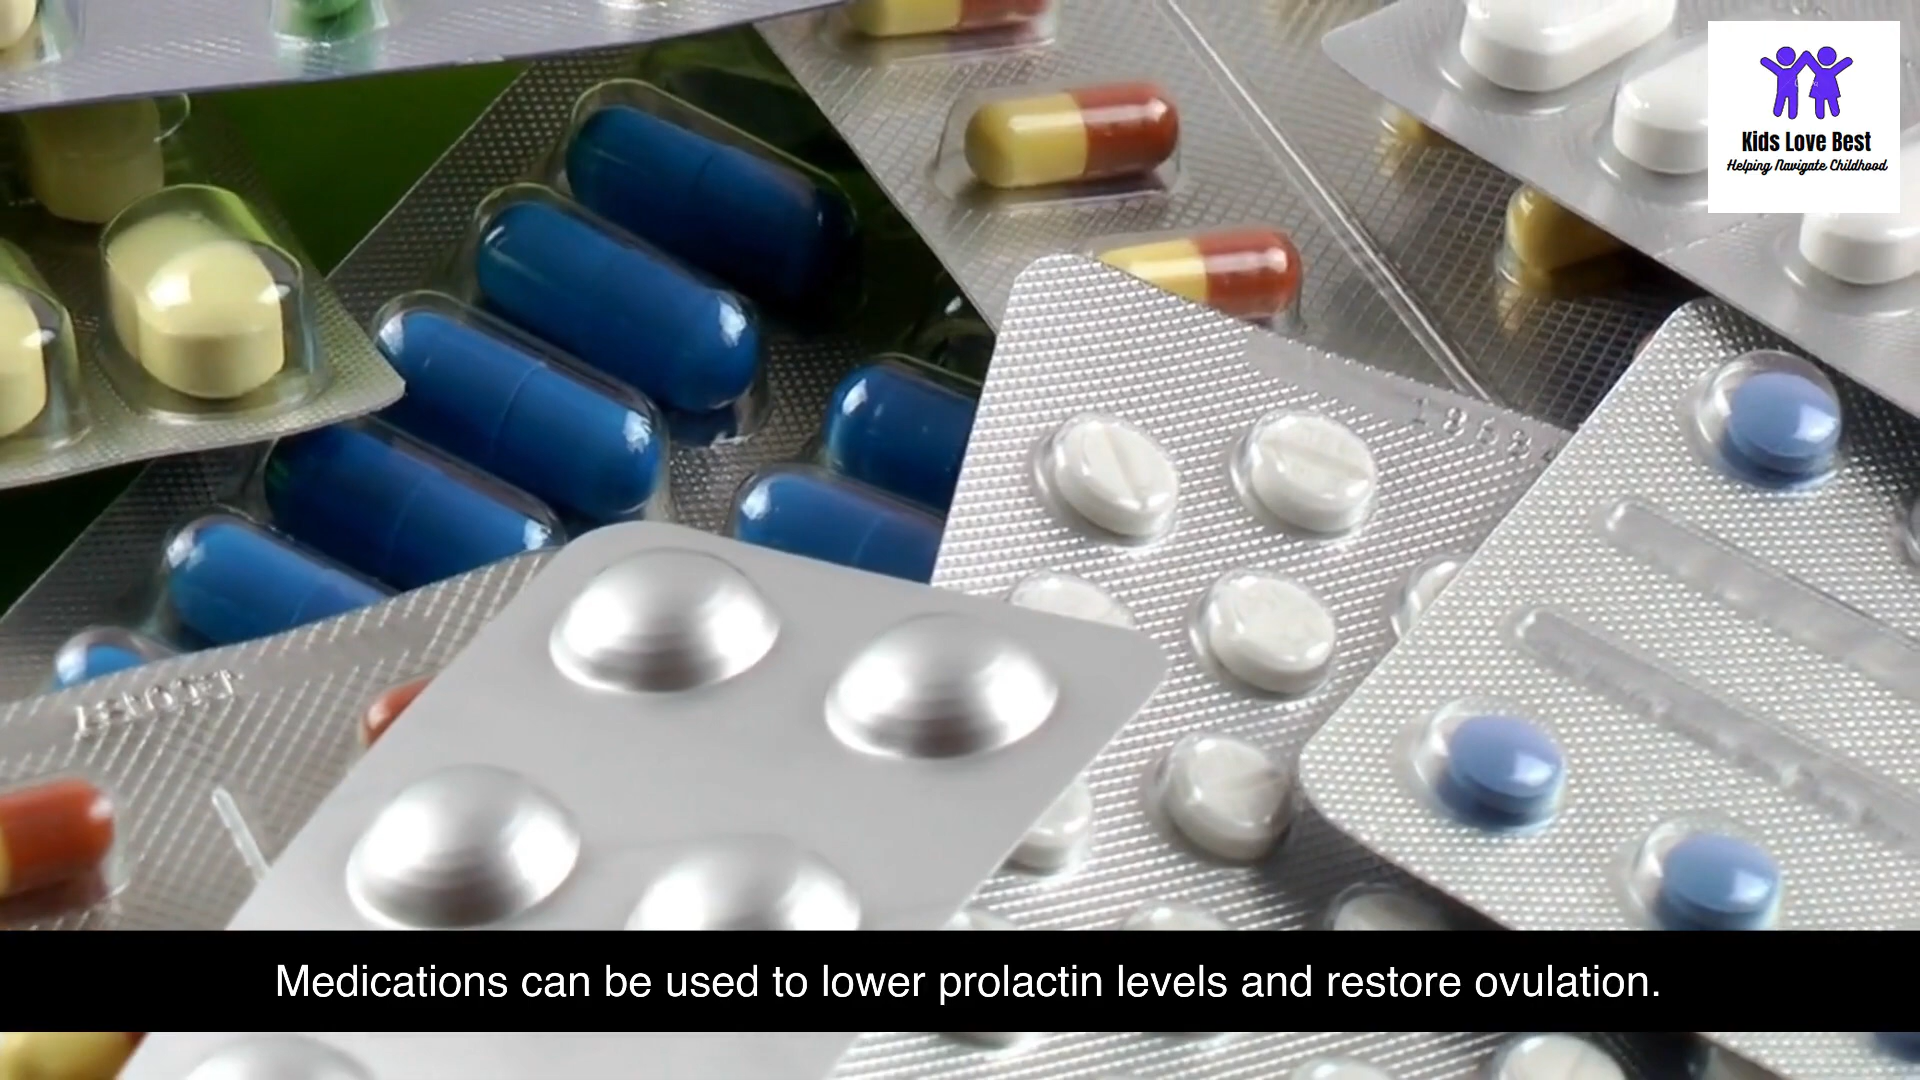 Kids Love Best
Helping Navigate Childhood
Medications can be used to lower prolactin levels and restore ovulation.